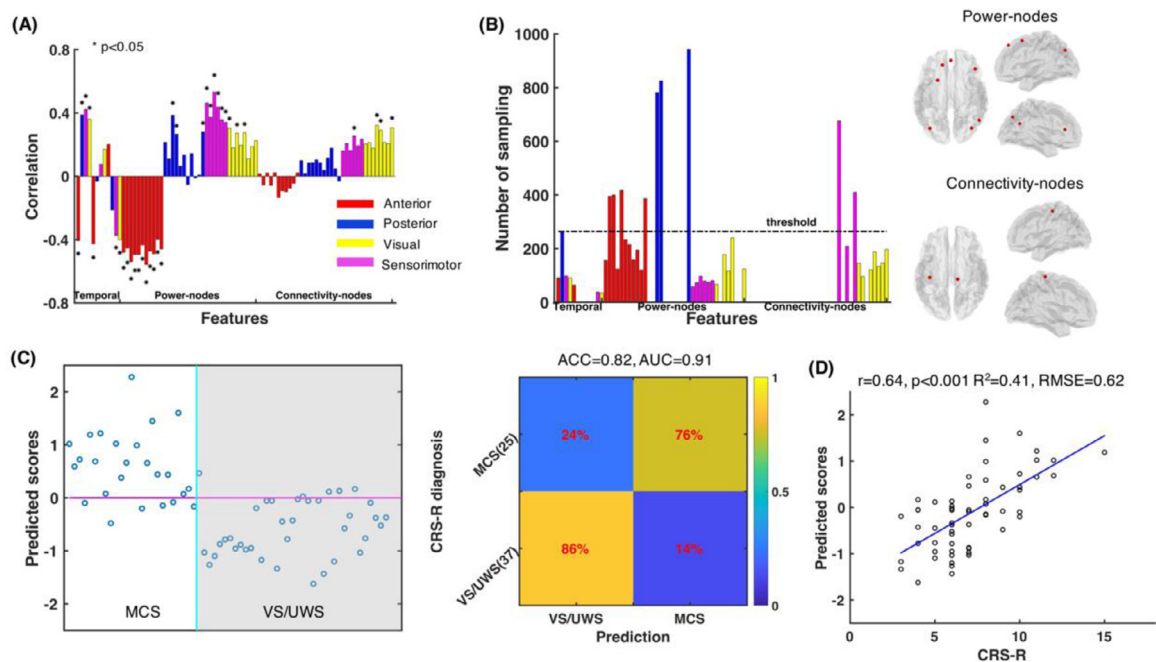 (A)
* p<0.05
0.8
0.4
0
-0.4
-0.8
Correlation
Anterior
Posterior
Visual
Sensorimotor
Temporal
Power-nodes
Connectivity-nodes
Features
(B)
1000
800
600
400
200
0
Number of sampling
threshold
Temporal
Power-nodes
Connectivity-nodes
Features
Power-nodes
Connectivity-nodes
(C)
2
1
0
-1
-2
Predicted scores
MCS
VS/UWS
ACC=0.82, AUC=0.91
CRS-R diagnosis
MCS(25)
VS/UWS(37)
24%
76%
86%
14%
VS/UWS
MCS
Prediction
1
0.5
0
(D)
r=0.64, p<0.001 R²=0.41, RMSE=0.62
2
1
0
-1
-2
Predicted scores
0
5
10
15
CRS-R